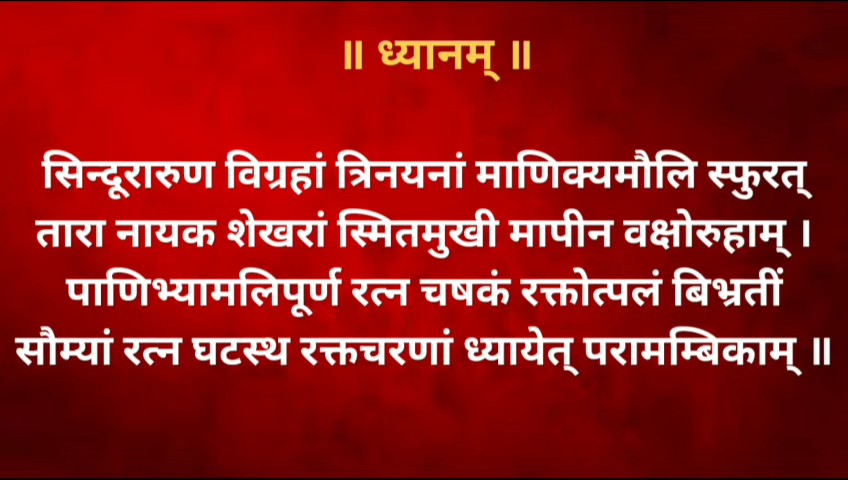 ॥ ध्यानम् ॥
सिन्दूरारुण विग्रहां त्रिनयनां माणिक्यमौलि स्फुरत्
तारा नायक शेखरां स्मितमुखी मापीन वक्षोरुहाम् ।
पाणिभ्यामलिपूर्ण रत्न चषकं रक्तोत्पलं बिभ्रतीं
सौम्यां रत्न घटस्थ रक्तचरणां ध्यायेत् परामम्बिकाम् ॥